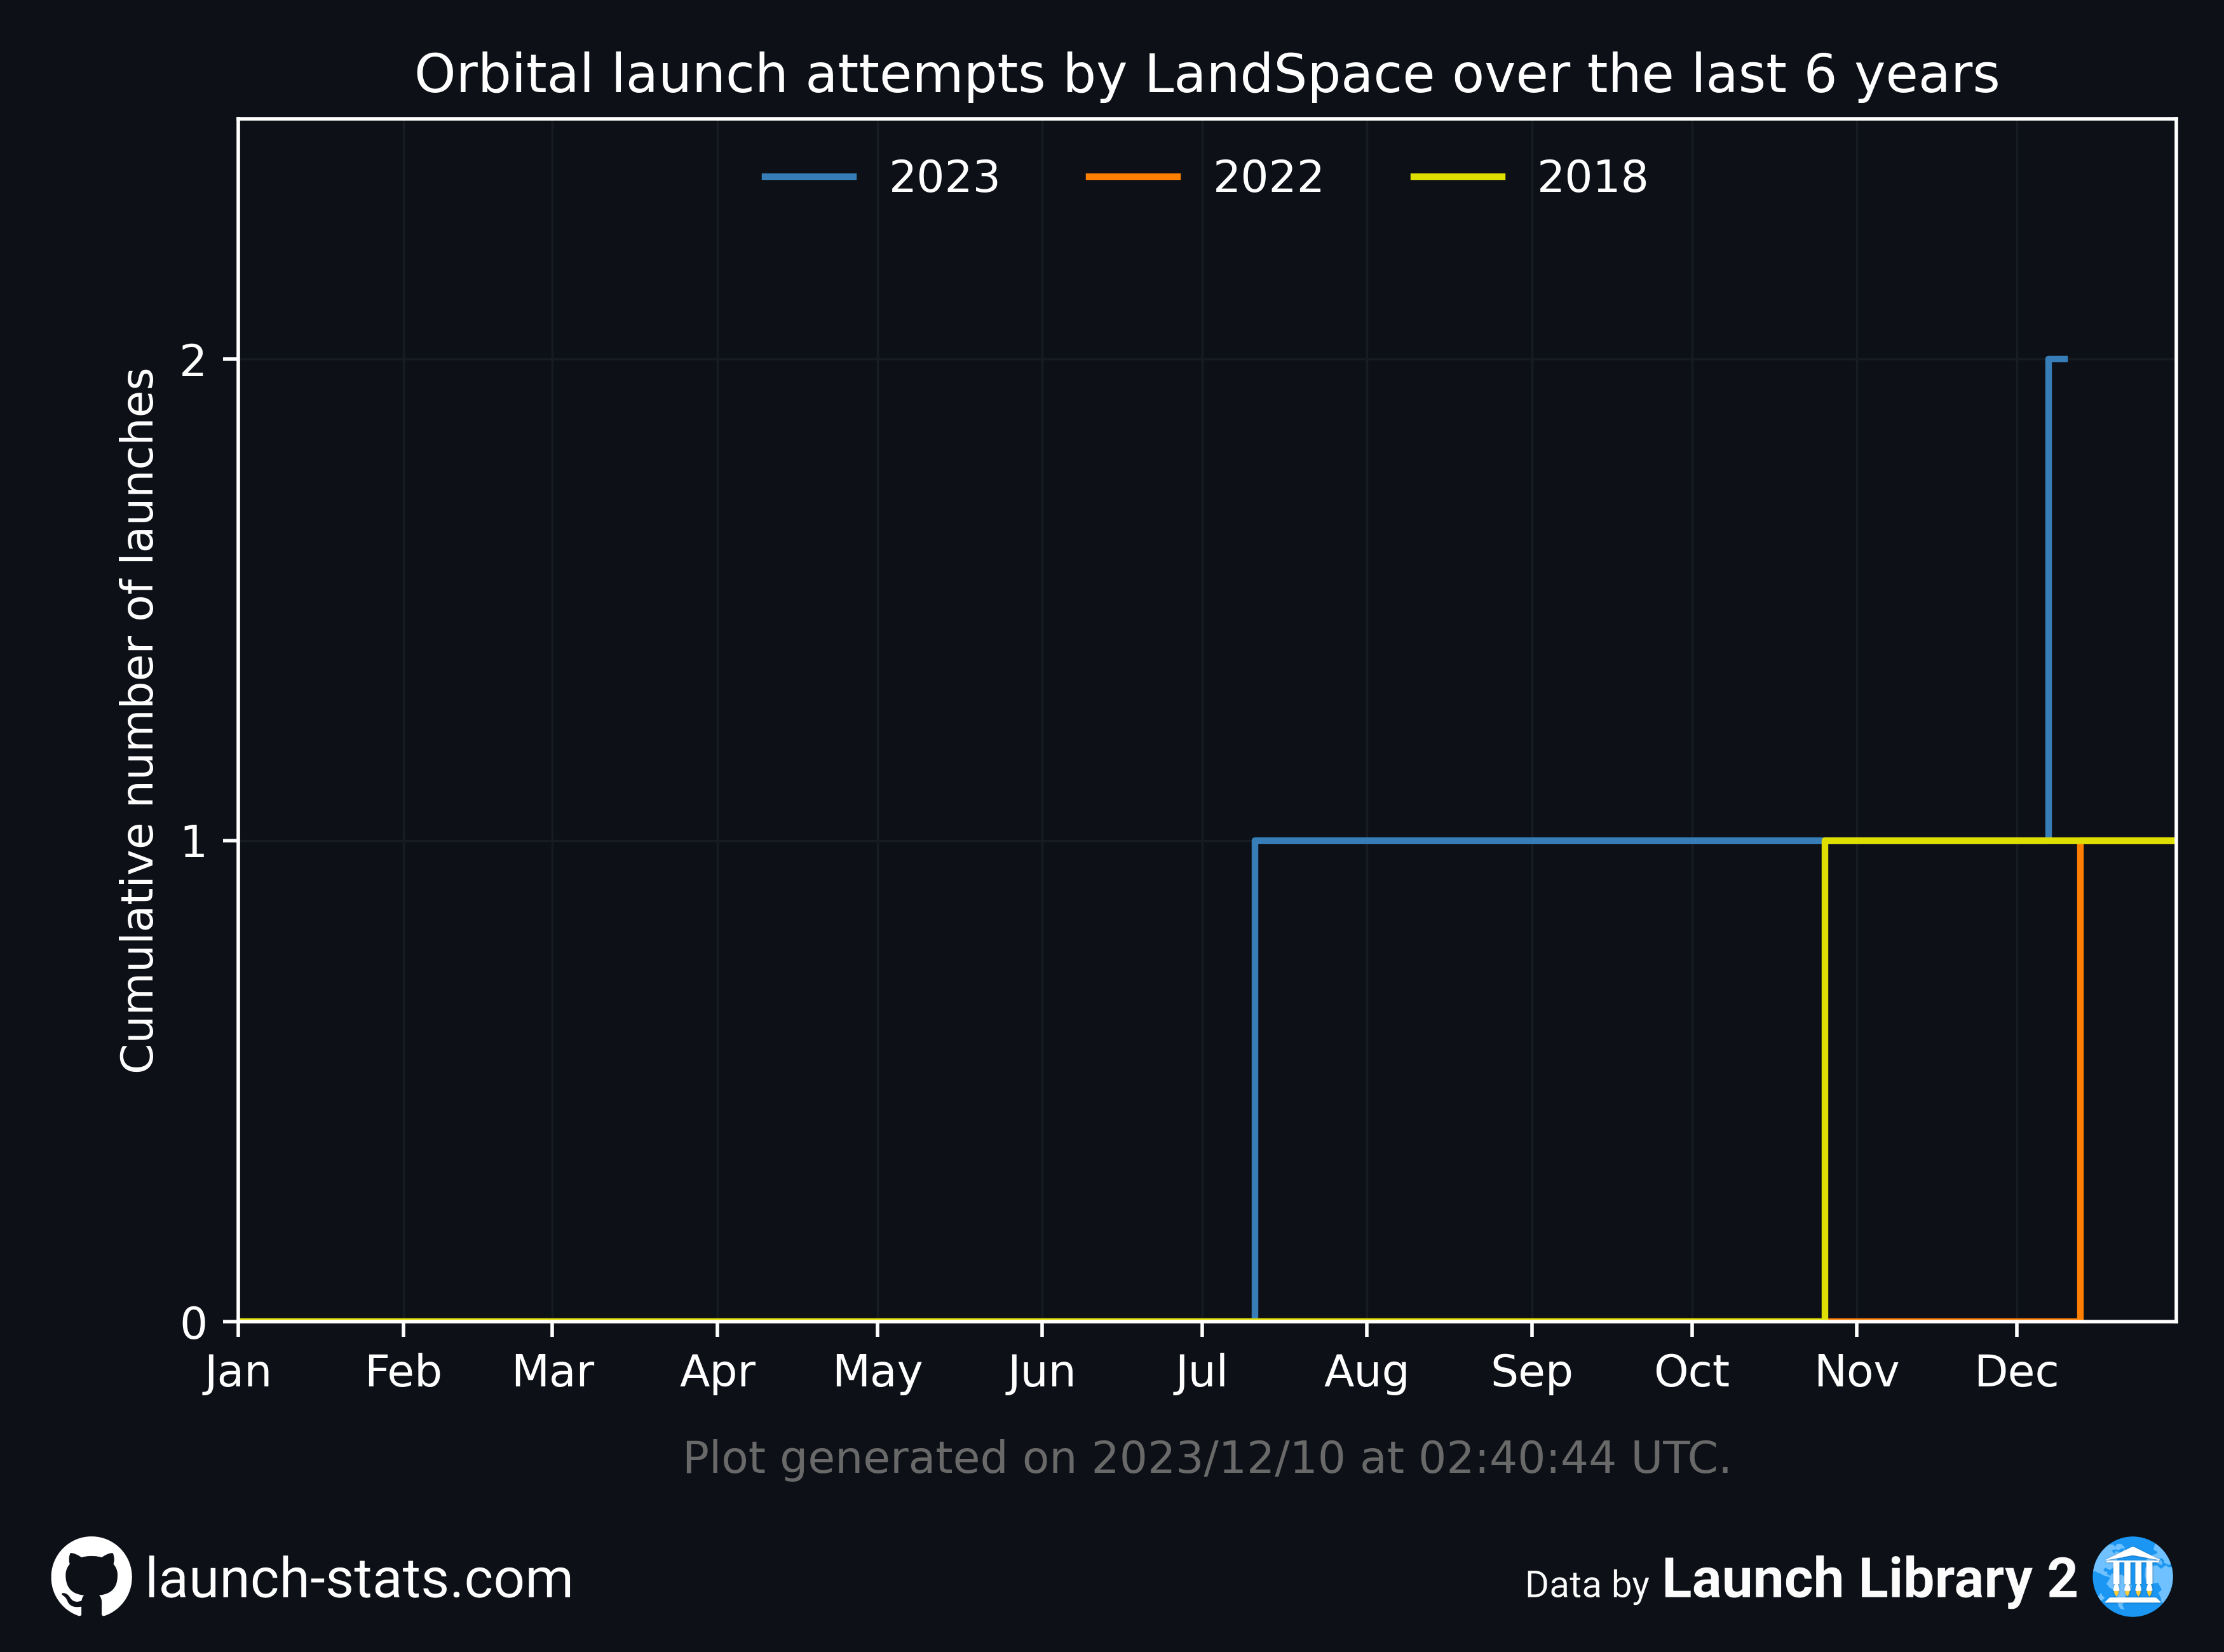 Orbital launch attempts by LandSpace over the last 6 years
2023 2022 2018
Cumulative number of launches
2
1
0
Jan Feb Mar Apr May Jun Jul Aug Sep Oct Nov Dec
Plot generated on 2023/12/10 at 02:40:44 UTC.
launch-stats.com
Data by Launch Library 2